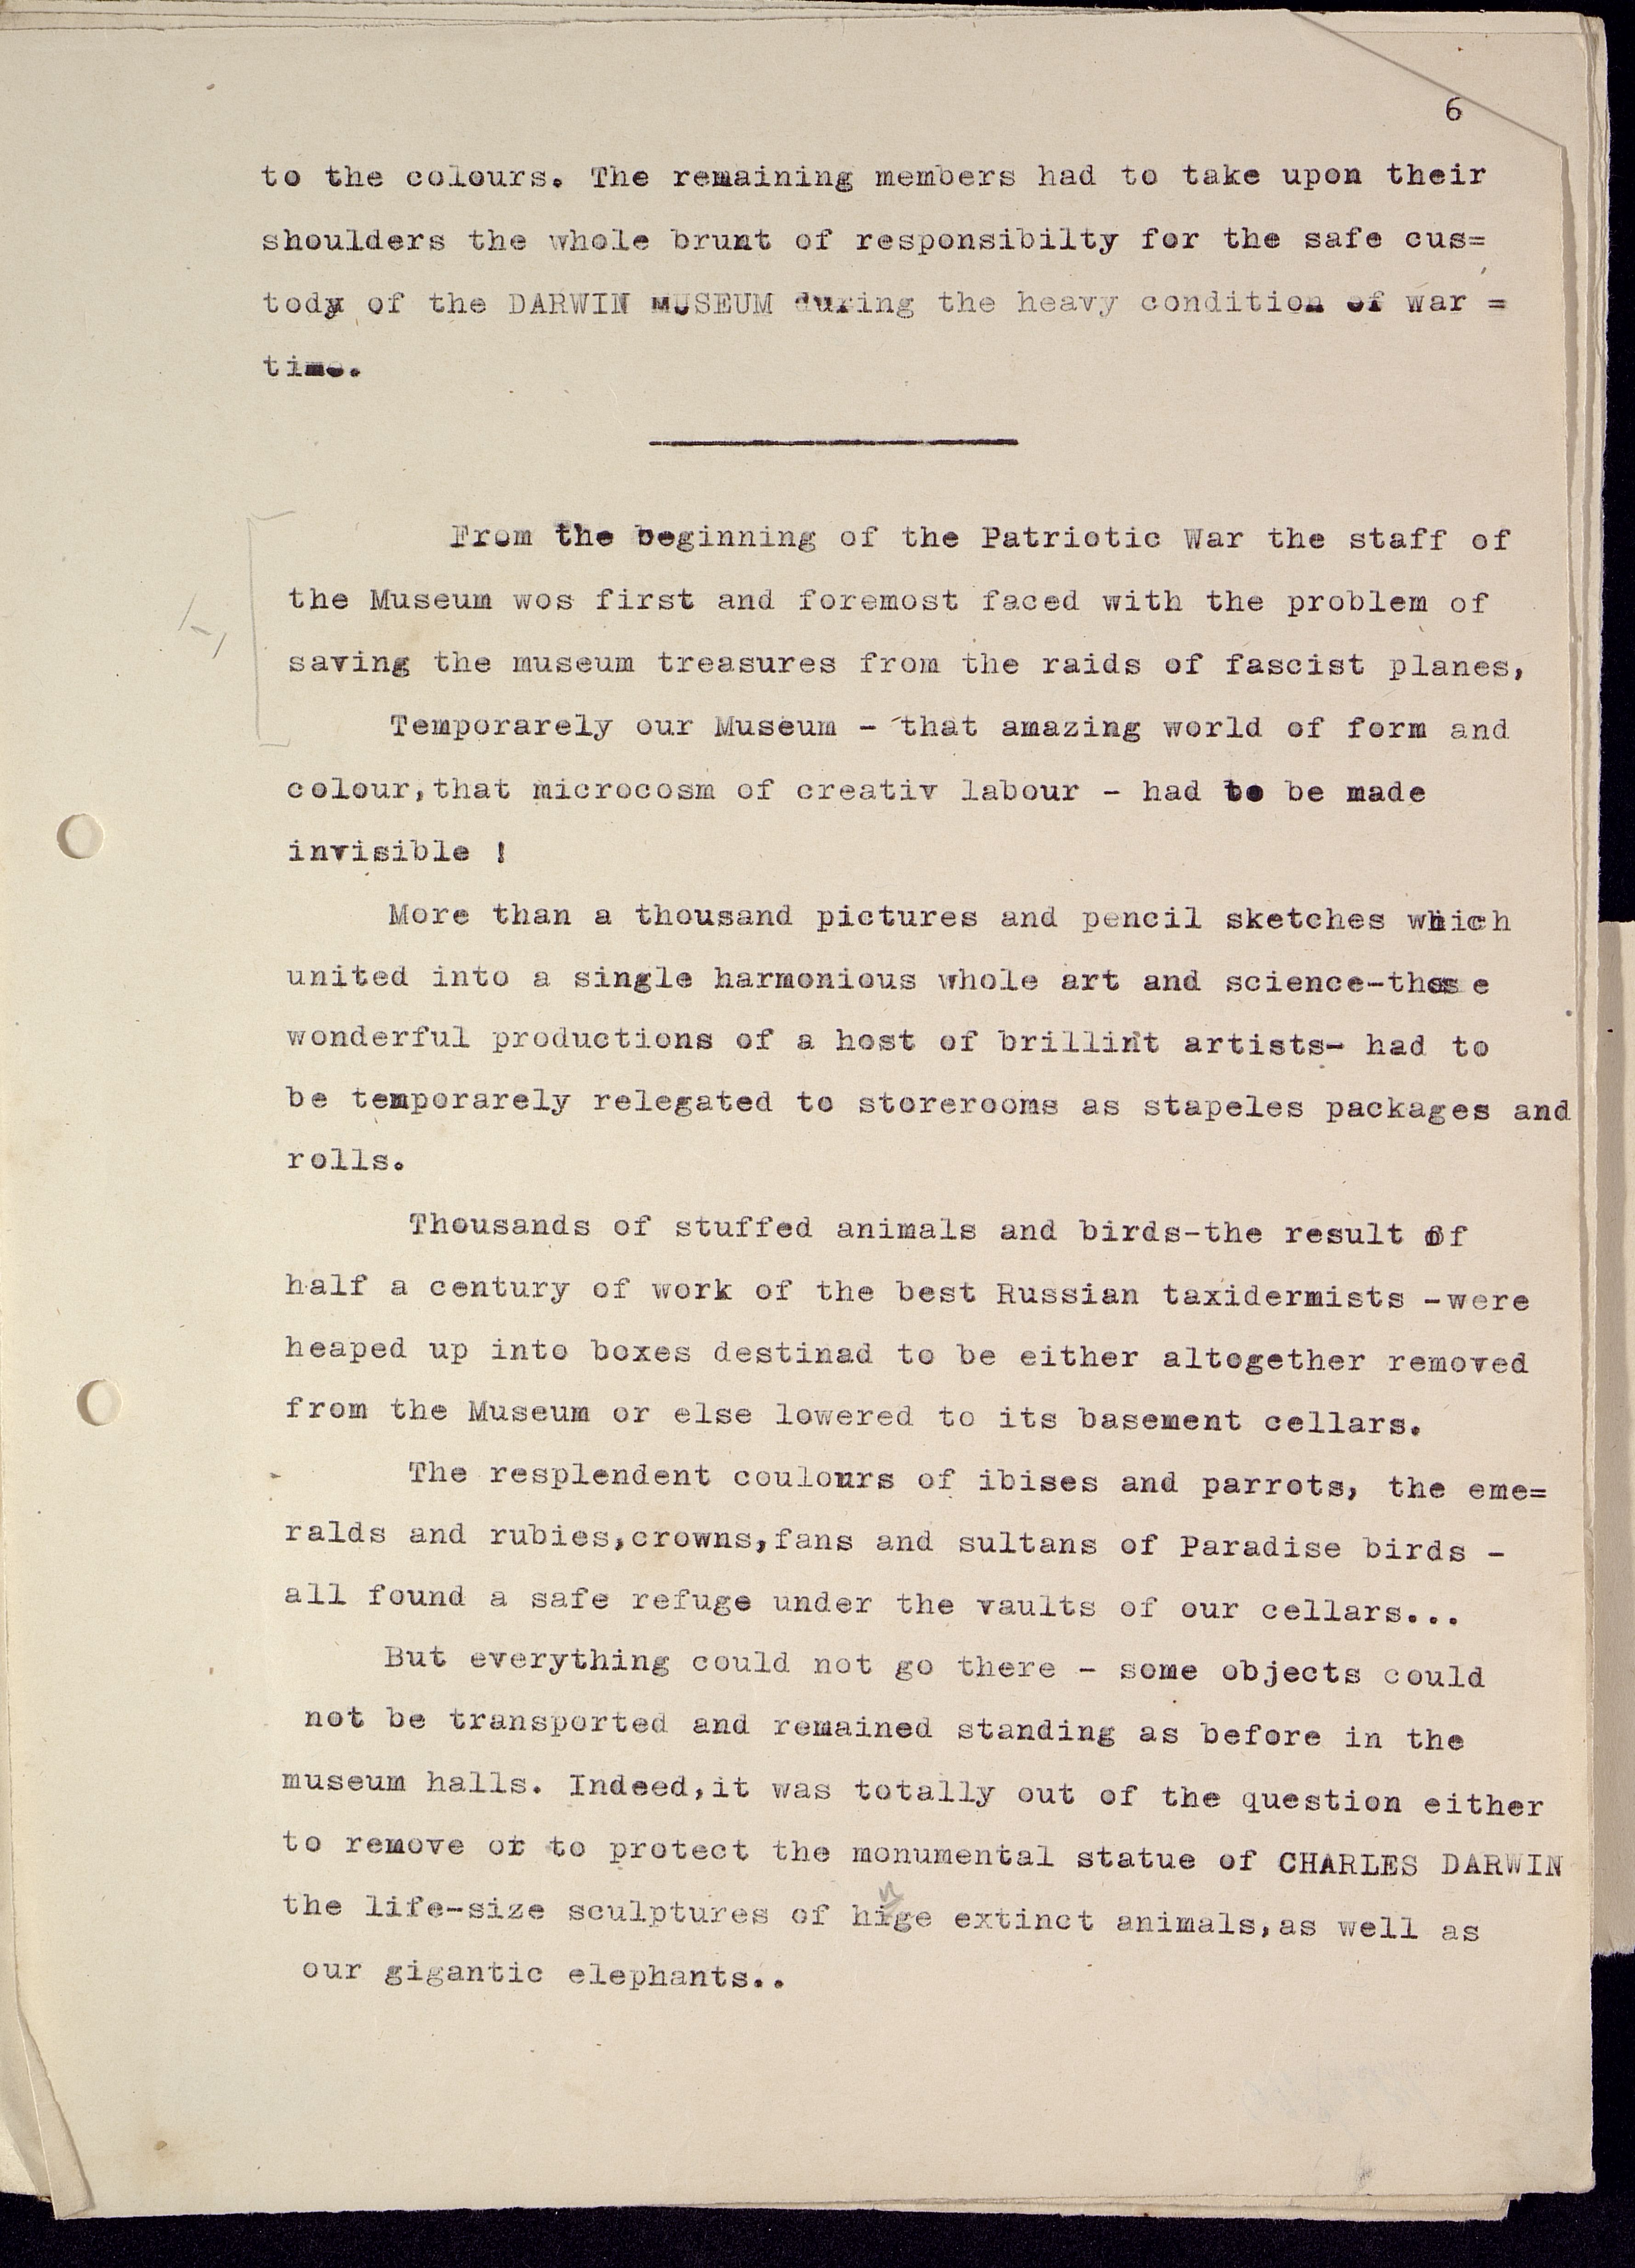 6
to the colours. The remaining members had to take upon their
shoulders the whole brunt of responsibilty for the safe cus=
tody of the DARWIN MUSEUM during the heavy condition of war =
time.
From the beginning of the Patriotic War the staff of
the Museum wos first and foremost faced with the problem of
saving the museum treasures from the raids of fascist planes,
Temporarely our Museum - that amazing world of form and
colour,that microcosm of creativ labour - had to be made
invisible !
More than a thousand pictures and pencil sketches which
united into a single harmonious whole art and science-those
wonderful productions of a host of brillint artists- had to
be temporarely relegated to storerooms as stapeles packages and
rolls.
Thousands of stuffed animals and birds-the result of
half a century of work of the best Russian taxidermists -were
heaped up into boxes destinad to be either altogether removed
from the Museum or else lowered to its basement cellars.
The resplendent coulours of ibises and parrots, the eme=
ralds and rubies,crowns,fans and sultans of Paradise birds -
all found a safe refuge under the vaults of our cellars...
But everything could not go there - some objects could
not be transported and remained standing as before in the
museum halls. Indeed,it was totally out of the question either
to remove or to protect the monumental statue of CHARLES DARWIN
the life-size sculptures of huge extinct animals,as well as
our gigantic elephants..